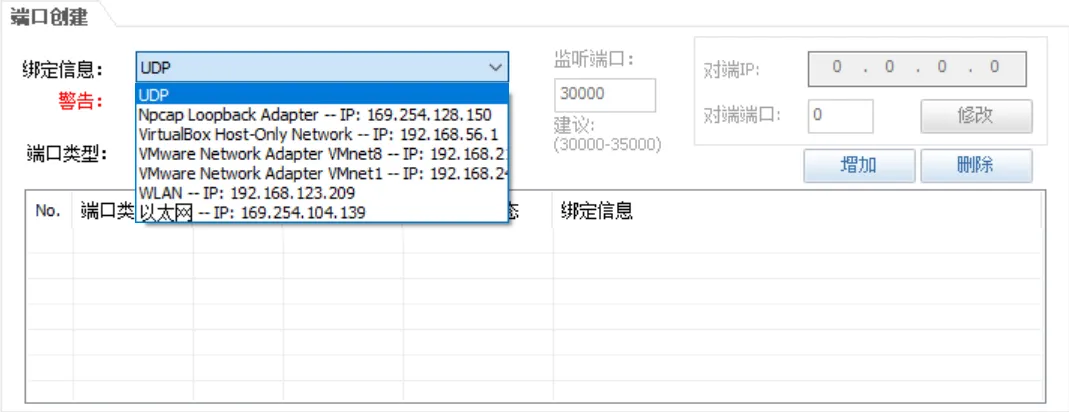 端口创建
绑定信息：
UDP
警告：
UDP
Npcap Loopback Adapter -- IP: 169.254.128.150
VirtualBox Host-Only Network -- IP: 192.168.56.1
VMware Network Adapter VMnet8 -- IP: 192.168.21
VMware Network Adapter VMnet1 -- IP: 192.168.24
WLAN -- IP: 192.168.123.209
以太网 -- IP: 169.254.104.139
端口类型：
监听端口：
30000
建议:
(30000-35000)
对端IP:
0 . 0 . 0 . 0
对端端口：
0
修改
增加
删除
No.
端口类
态
绑定信息